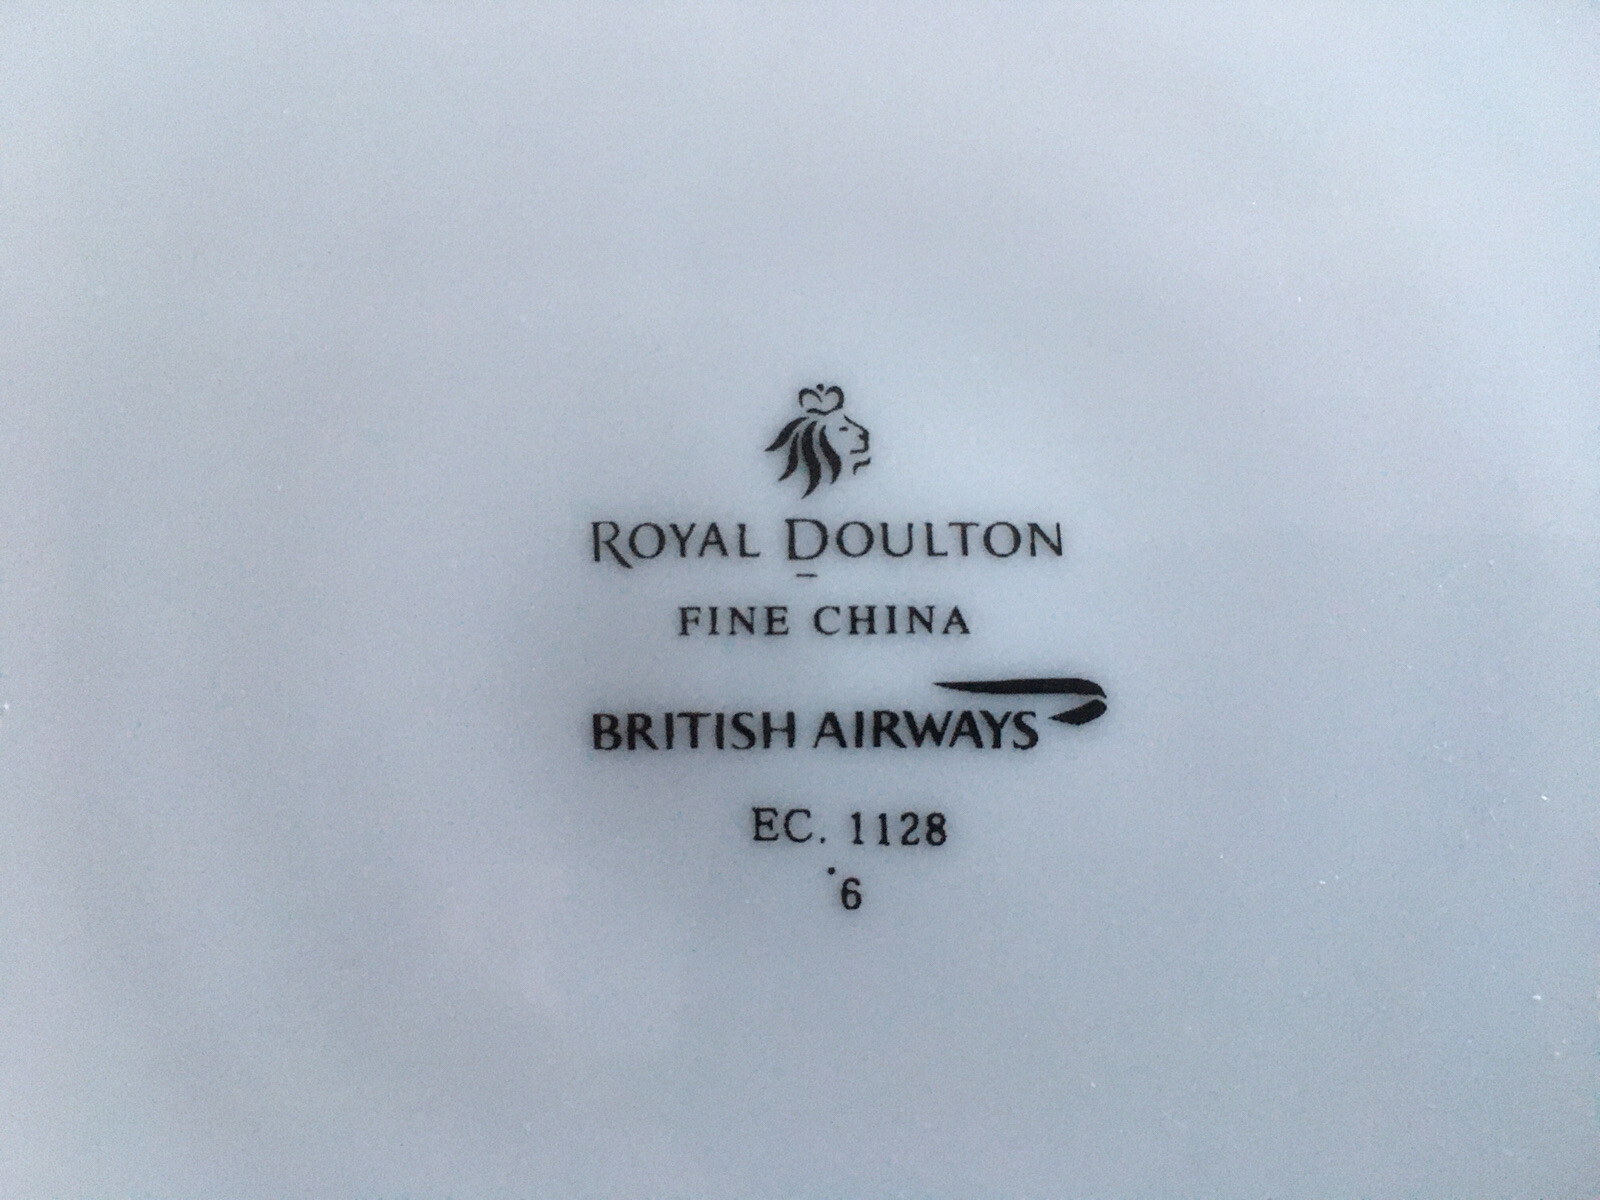 ROYAL DOULTON
FINE CHINA
BRITISH AIRWAYS
EC. 1128
6